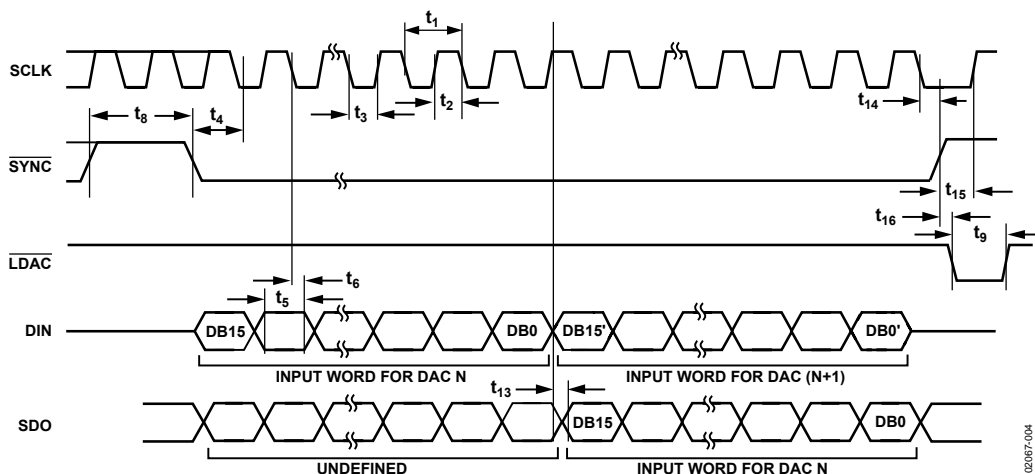 t1
SCLK
t8
t4
t3
t2
t14
SYNC
t15
t16
t9
LDAC
t6
t5
DIN
DB15
DB0
DB15'
DB0'
INPUT WORD FOR DAC N
INPUT WORD FOR DAC (N+1)
t13
SDO
DB15
DB0
UNDEFINED
INPUT WORD FOR DAC N
02067-004